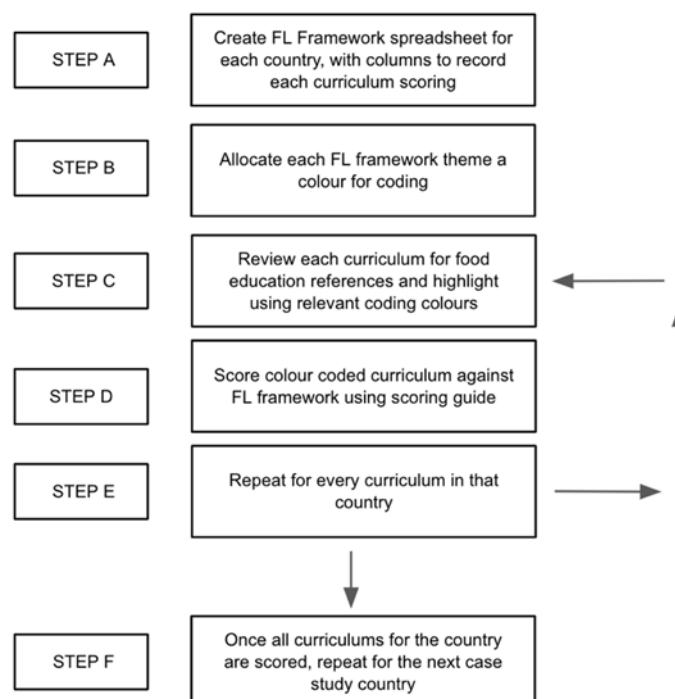 STEP A
Create FL Framework spreadsheet for
each country, with columns to record
each curriculum scoring
STEP B
Allocate each FL framework theme a
colour for coding
STEP C
Review each curriculum for food
education references and highlight
using relevant coding colours
STEP D
Score colour coded curriculum against
FL framework using scoring guide
STEP E
Repeat for every curriculum in that
country
STEP F
Once all curriculums for the country
are scored, repeat for the next case
study country